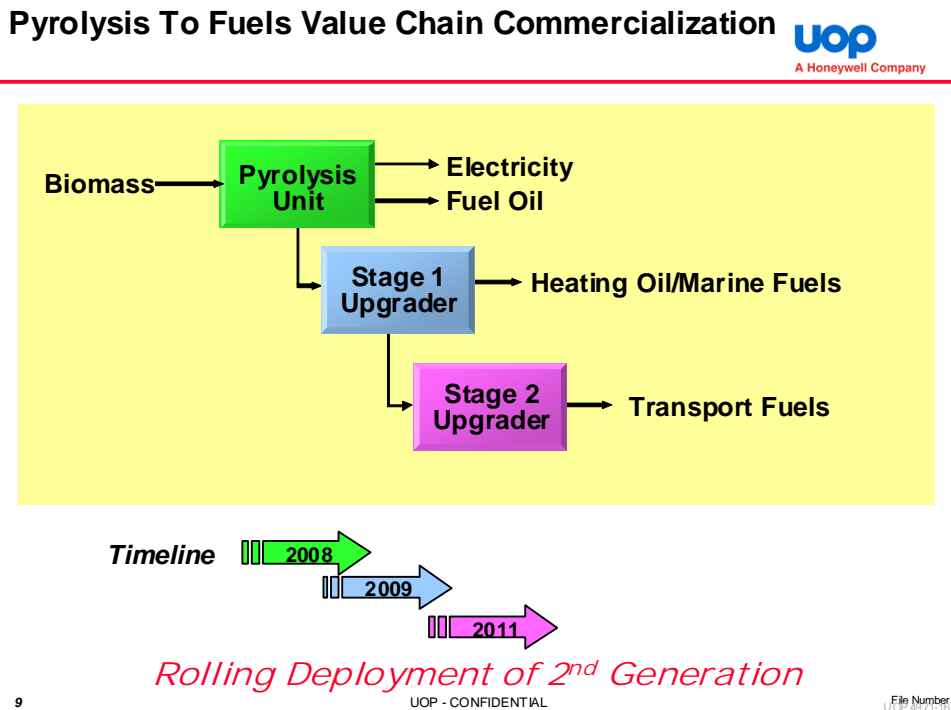 Pyrolysis To Fuels Value Chain Commercialization
uop
A Honeywell Company
Biomass
Pyrolysis
Unit
Electricity
Fuel Oil
Stage 1
Upgrader
Heating Oil/Marine Fuels
Stage 2
Upgrader
Transport Fuels
Timeline
2008
2009
2011
Rolling Deployment of 2nd Generation
9
UOP - CONFIDENTIAL
File Number